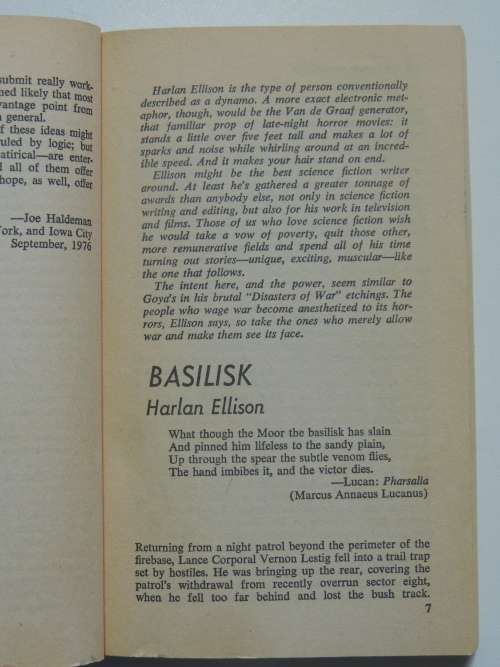 submit really work-
ned likely that most
vantage point from
n general.
f these ideas might
ruled by logic; but
atirical—are enter-
d all of them offer
hope, as well, offer
—Joe Haldeman
York, and Iowa City
September, 1976
Harlan Ellison is the type of person conventionally
described as a dynamo. A more exact electronic met-
aphor, though, would be the Van de Graaf generator,
that familiar prop of late-night horror movies: it
stands a little over five feet tall and makes a lot of
sparks and noise while whirling around at an incred-
ible speed. And it makes your hair stand on end.
Ellison might be the best science fiction writer
around. At least he's gathered a greater tonnage of
awards than anybody else, not only in science fiction
writing and editing, but also for his work in television
and films. Those of us who love science fiction wish
he would take a vow of poverty, quit those other,
more remunerative fields and spend all of his time
turning out stories—unique, exciting, muscular—like
the one that follows.
The intent here, and the power, seem similar to
Goya's in his brutal "Disasters of War" etchings. The
people who wage war become anesthetized to its hor-
rors, Ellison says, so take the ones who merely allow
war and make them see its face.
BASILISK
Harlan Ellison
What though the Moor the basilisk has slain
And pinned him lifeless to the sandy plain,
Up through the spear the subtle venom flies,
The hand imbibes it, and the victor dies.
—Lucan: Pharsalia
(Marcus Annaeus Lucanus)
Returning from a night patrol beyond the perimeter of the
firebase, Lance Corporal Vernon Lestig fell into a trail trap
set by hostiles. He was bringing up the rear, covering the
patrol's withdrawal from recently overrun sector eight,
when he fell too far behind and lost the bush track.
7